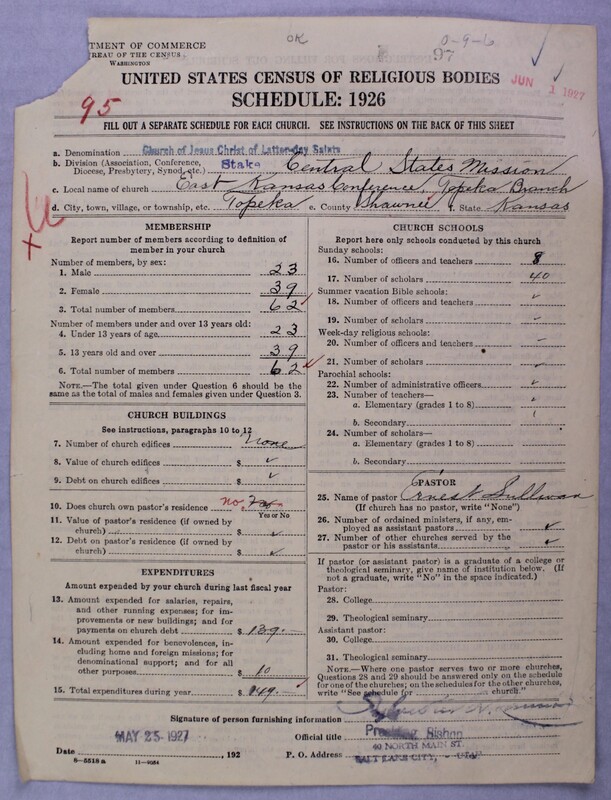 OK
0-9-6
97
TMENT OF COMMERCE
UREAU OF THE CENSUS
WASHINGTON
UNITED STATES CENSUS OF RELIGIOUS BODIES
JUN 1 1927
SCHEDULE: 1926
95
FILL OUT A SEPARATE SCHEDULE FOR EACH CHURCH. SEE INSTRUCTIONS ON THE BACK OF THIS SHEET
a. Denomination Church of Jesus Christ of Latter-day Saints
b. Division (Association, Conference, Diocese, Presbytery, Synod, etc.) Stake Central States Mission
c. Local name of church East Kansas Conference, Topeka Branch
d. City, town, village, or township, etc. Topeka e. County Shawnee f. State Kansas
MEMBERSHIP
Report number of members according to definition of
member in your church
Number of members, by sex:
1. Male 23
2. Female 39
3. Total number of members 62
Number of members under and over 13 years old:
4. Under 13 years of age 23
5. 13 years old and over 39
6. Total number of members 62
NOTE.—The total given under Question 6 should be the
same as the total of males and females given under Question 3.
CHURCH BUILDINGS
See instructions, paragraphs 10 to 12
7. Number of church edifices none
8. Value of church edifices $ ✓
9. Debt on church edifices $ ✓
10. Does church own pastor's residence? no
Yes or No
11. Value of pastor's residence (if owned by
church) $ ✓
12. Debt on pastor's residence (if owned by
church) $ ✓
EXPENDITURES
Amount expended by your church during last fiscal year
13. Amount expended for salaries, repairs,
and other running expenses; for im-
provements or new buildings; and for
payments on church debt $ 139.
14. Amount expended for benevolences, in-
cluding home and foreign missions; for
denominational support; and for all
other purposes $ 10
15. Total expenditures during year $ 149.
CHURCH SCHOOLS
Report here only schools conducted by this church
Sunday schools:
16. Number of officers and teachers 8
17. Number of scholars 40
Summer vacation Bible schools:
18. Number of officers and teachers ✓
19. Number of scholars ✓
Week-day religious schools:
20. Number of officers and teachers
21. Number of scholars ✓
Parochial schools:
22. Number of administrative officers ✓
23. Number of teachers—
a. Elementary (grades 1 to 8)
b. Secondary
24. Number of scholars—
a. Elementary (grades 1 to 8)
b. Secondary
PASTOR
25. Name of pastor Ernest Sullivan
(If church has no pastor, write "None")
26. Number of ordained ministers, if any, em-
ployed as assistant pastors ✓
27. Number of other churches served by the
pastor or his assistants ✓
If pastor (or assistant pastor) is a graduate of a college or
theological seminary, give name of institution below. (If
not a graduate, write "No" in the space indicated.)
Pastor:
28. College
29. Theological seminary
Assistant pastor:
30. College
31. Theological seminary
NOTE.—Where one pastor serves two or more churches,
Questions 28 and 29 should be answered only on the schedule
for one of the churches; on the schedules for the other churches,
write "See schedule for church."
Signature of person furnishing information
Official title Presiding Bishop
MAY 25 1927
Date , 192 P. O. Address 40 NORTH MAIN ST.
SALT LAKE CITY, - UTAH
8—5518 a 11—9064